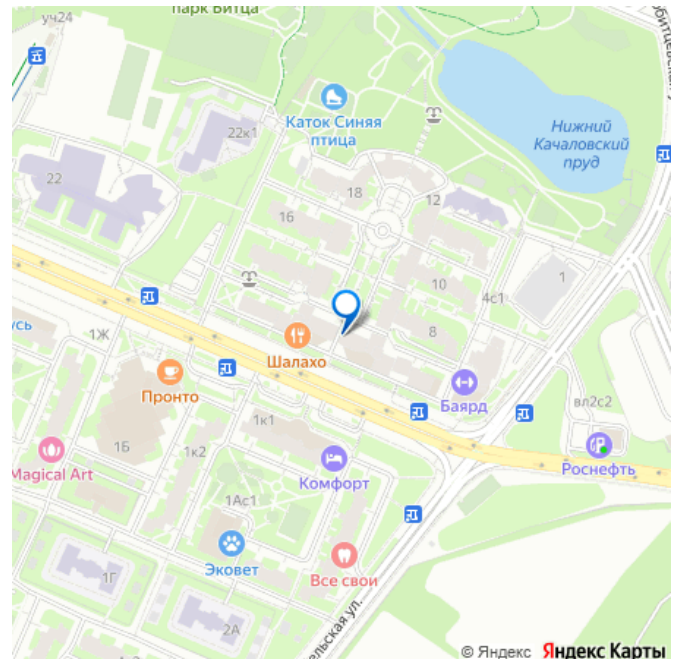 парк Битца
уч24
22к1
Каток Синяя
птица
Нижний
Качаловский
пруд
22
18
12
16
10
1
4с1
8
1Ж
Шалахо
Пронто
Баярд
вл2с2
1к1
1Б
1к2
Роснефть
Magical Art
Комфорт
1Ас1
Эковет
Все свои
1Г
2А
© Яндекс Яндекс Карты